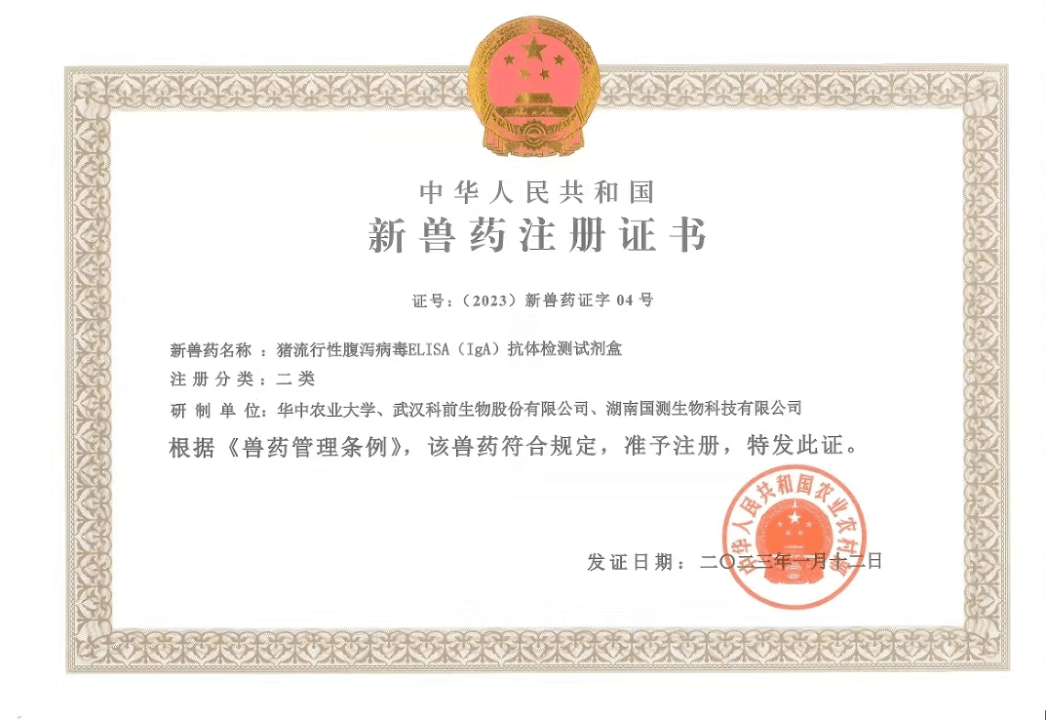 中华人民共和国
新兽药注册证书
证号：（2023）新兽药证字 04 号
新兽药名称 ：猪流行性腹泻病毒ELISA（IgA）抗体检测试剂盒
注 册 分 类 ：二 类
研 制 单 位：华中农业大学、武汉科前生物股份有限公司、湖南国测生物科技有限公司
根据《兽药管理条例》，该兽药符合规定，准予注册，特发此证。
中华人民共和国农业农村部
发证日期：二〇二三年一月十二日